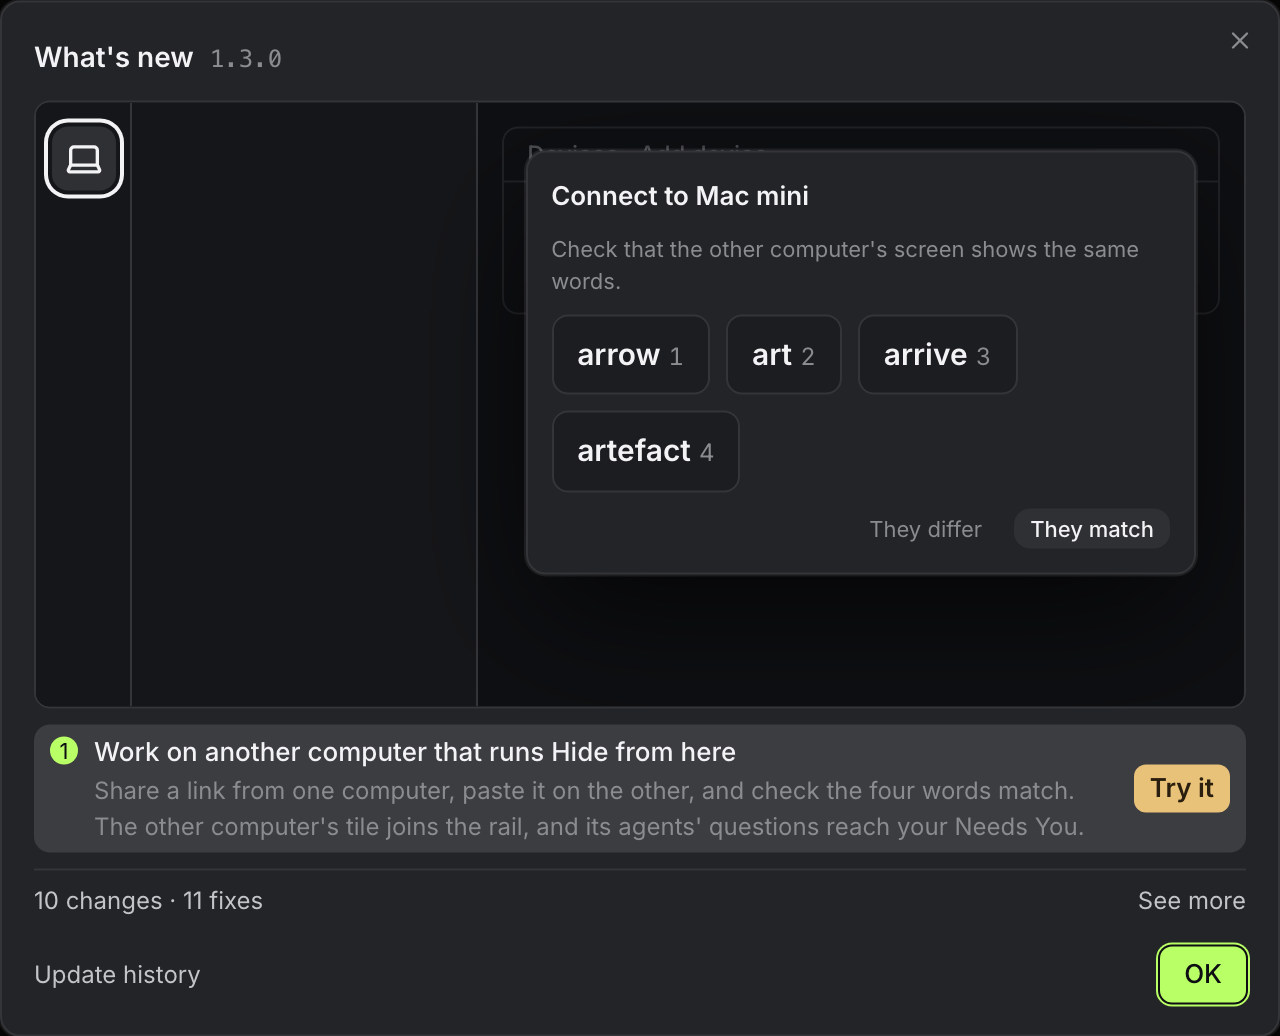 What's new 1.3.0
Devices Add device
Connect to Mac mini
Check that the other computer's screen shows the same
words.
arrow 1 art 2 arrive 3
artefact 4
They differ They match
1 Work on another computer that runs Hide from here
Share a link from one computer, paste it on the other, and check the four words match.
The other computer's tile joins the rail, and its agents' questions reach your Needs You.
Try it
10 changes · 11 fixes See more
Update history OK